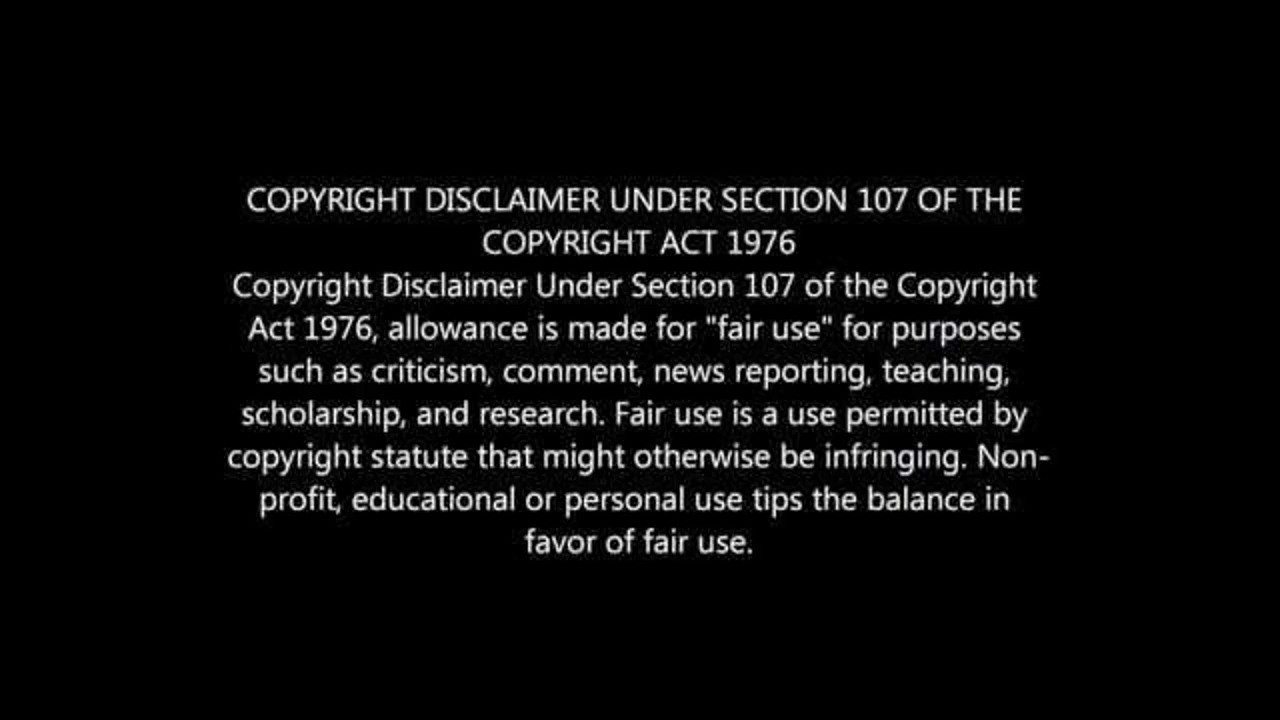 COPYRIGHT DISCLAIMER UNDER SECTION 107 OF THE
COPYRIGHT ACT 1976
Copyright Disclaimer Under Section 107 of the Copyright
Act 1976, allowance is made for "fair use" for purposes
such as criticism, comment, news reporting, teaching,
scholarship, and research. Fair use is a use permitted by
copyright statute that might otherwise be infringing. Non-
profit, educational or personal use tips the balance in
favor of fair use.